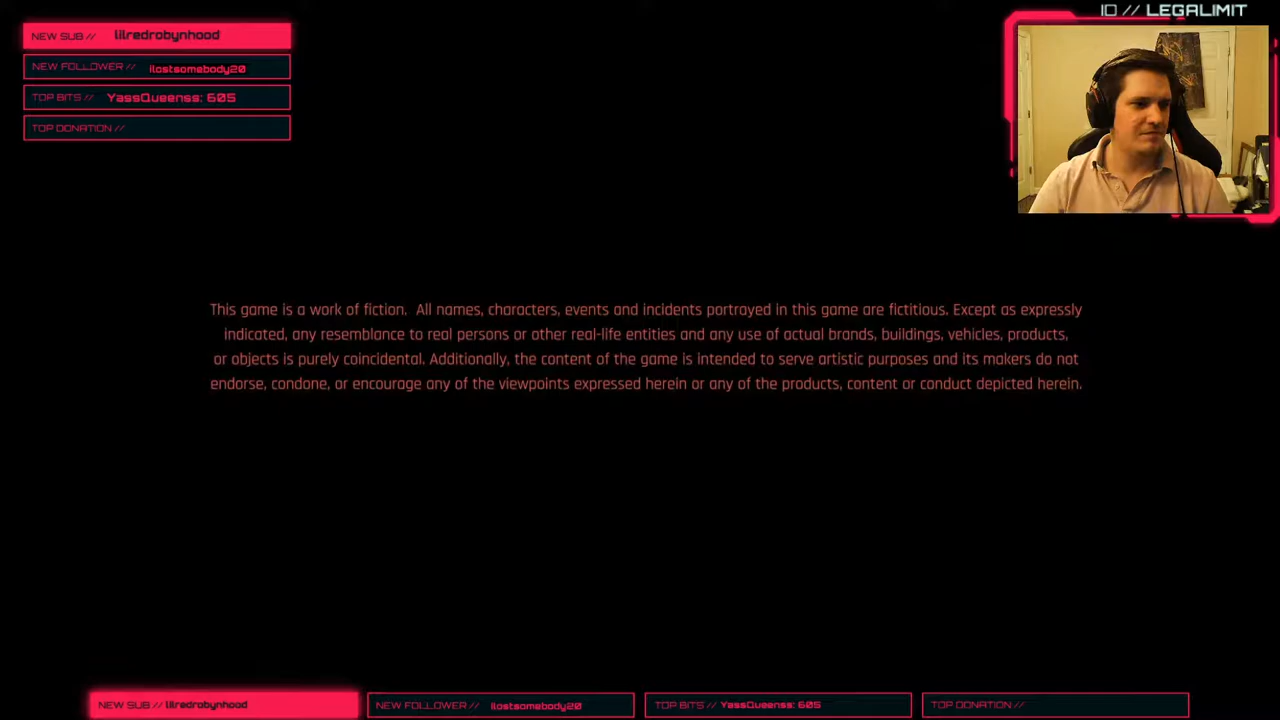 ID // LEGALIMIT
NEW SUB // lilredrobynhood
NEW FOLLOWER // ilostsomebody20
TOP BITS // YassQueenss: 605
TOP DONATION //
This game is a work of fiction. All names, characters, events and incidents portrayed in this game are fictitious. Except as expressly
indicated, any resemblance to real persons or other real-life entities and any use of actual brands, buildings, vehicles, products,
or objects is purely coincidental. Additionally, the content of the game is intended to serve artistic purposes and its makers do not
endorse, condone, or encourage any of the viewpoints expressed herein or any of the products, content or conduct depicted herein.
NEW SUB // lilredrobynhood NEW FOLLOWER // ilostsomebody20 TOP BITS // YassQueenss: 605 TOP DONATION //